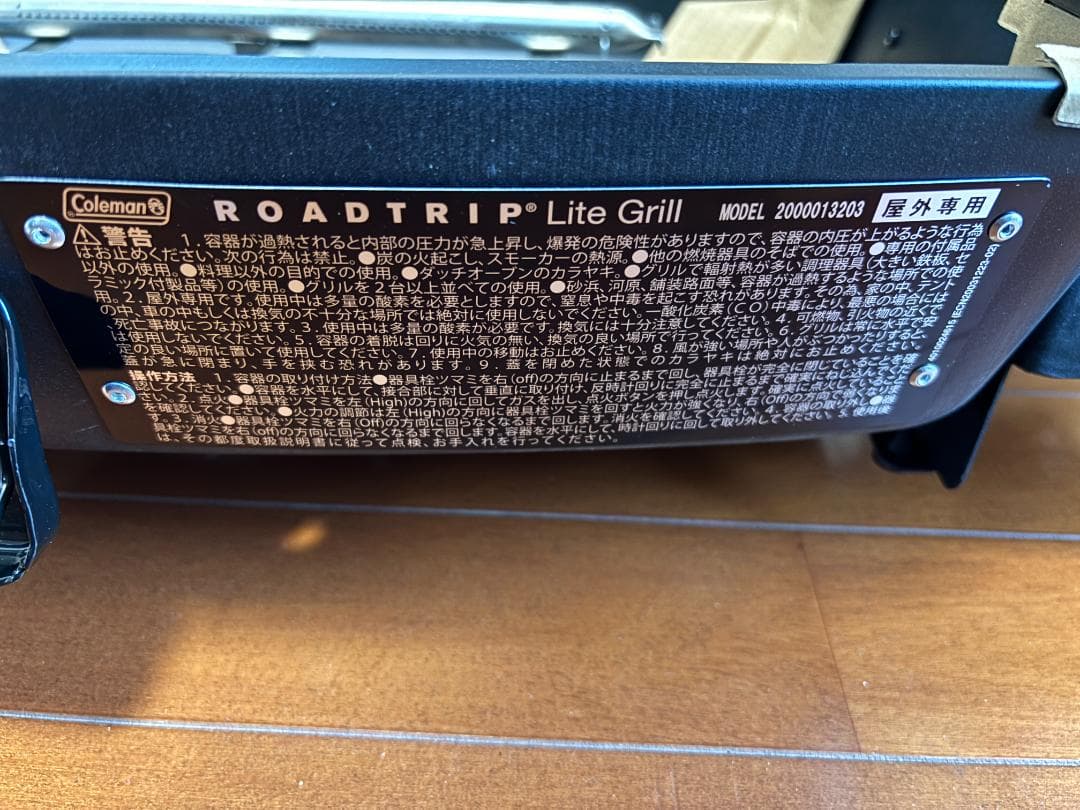 Coleman ROADTRIP® Lite Grill MODEL 2000013203 屋外専用
⚠警告 1. 容器が過熱されると内部の圧力が急上昇し、爆発の危険性がありますので、容器の内圧が上がるような行為
はお止めください。次の行為は禁止。●炭の火起こし、スモーカーの熱源。●他の燃焼器具のそばでの使用。●専用の付属品
以外の使用。●料理以外の目的での使用。●ダッチオーブンのカラヤキ。●グリルで輻射熱が多い調理器具(大きい鉄板、セ
ラミック付製品等)の使用。●グリルを2台以上並べての使用。●砂浜、河原、舗装路面等、容器が過熱するような場所での使
用。2. 屋外専用です。使用中は多量の酸素を必要としますので、窒息や中毒を起こす恐れがあります。その為、家の中、テント
の中、車の中もしくは換気の不十分な場所では絶対に使用しないでください。一酸化炭素(CO)中毒により、最悪の場合には
死亡事故につながります。3. 使用中は多量の酸素が必要です。換気には十分注意してください。
は使用しないでください。5. 容器の着脱は回りに火気の無い、換気の良い場所で行ってください。6. グリルは常に水平で安
定の良い場所に置いて使用してください。7. 使用中の移動はお止めください。8. 風が強い場所や人がぶつかったりすると、
蓋が急に閉まり、手を挟む恐れがあります。9. 蓋を閉めた状態でのカラヤキは絶対にお止めください。
操作方法 1. 容器の取り付け方法●器具栓ツマミを右(off)の方向に止まるまで回し、器具栓が完全に閉じていることを確
認してください。●容器を水平にして、接合部に対して垂直に取り付け、反時計回りに完全に止まるまで確実に
2. 点火●器具栓ツマミを左(High)の方向に回してガスを出し、点火ボタンを押し点火します。確実に点火しているか
を確認してください。●火力の調節は左(High)の方向に器具栓ツマミを回すと火力が強く、右(Off)の方向で弱く
消火●器具栓ツマミを右(off)の方向に回らなくなるまで回します。消火を確認してください。4. 容器の取り外し●器
具栓ツマミを右(off)の方向に回らなくなるまで回します。容器を水平にして、時計回りに回して取り外してください。5. 使用後
は、その都度取扱説明書に従って点検、お手入れを行ってください。